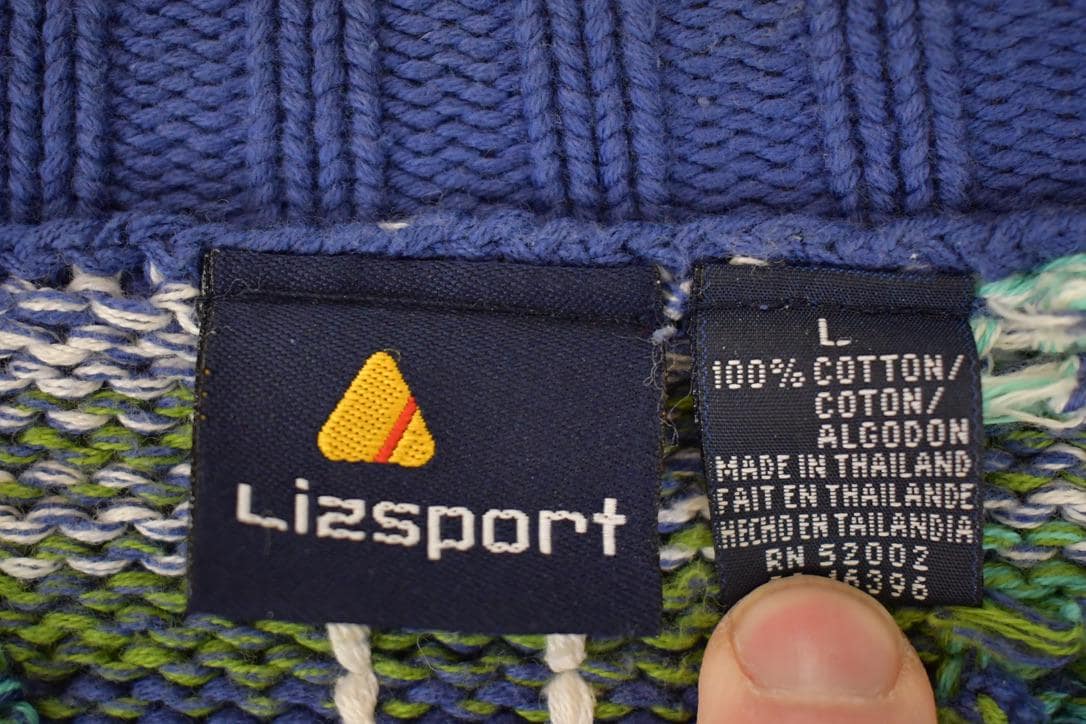 Lizsport
L
100% COTTON/
COTON/
ALGODON
MADE IN THAILAND
FAIT EN THAILANDE
HECHO EN TAILANDIA
RN 52002